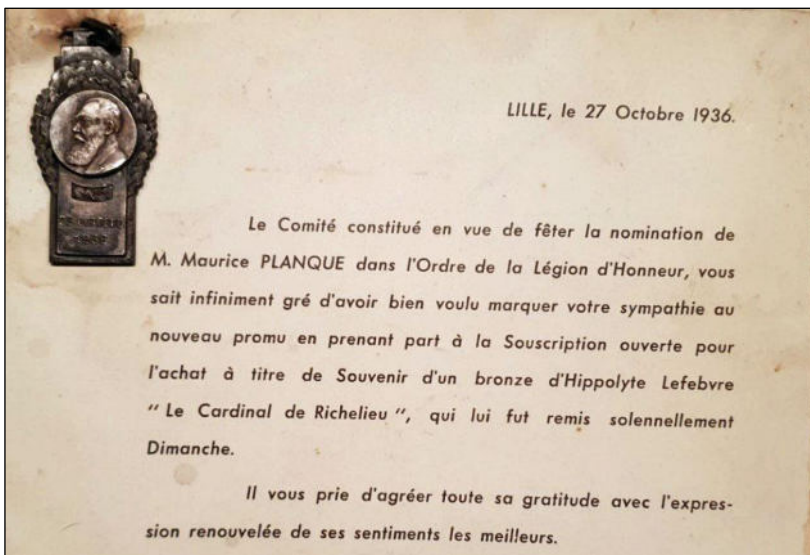 LILLE, le 27 Octobre 1936.
Le Comité constitué en vue de fêter la nomination de
M. Maurice PLANQUE dans l'Ordre de la Légion d'Honneur, vous
sait infiniment gré d'avoir bien voulu marquer votre sympathie au
nouveau promu en prenant part à la Souscription ouverte pour
l'achat à titre de Souvenir d'un bronze d'Hippolyte Lefebvre
" Le Cardinal de Richelieu ", qui lui fut remis solennellement
Dimanche.
Il vous prie d'agréer toute sa gratitude avec l'expres-
sion renouvelée de ses sentiments les meilleurs.